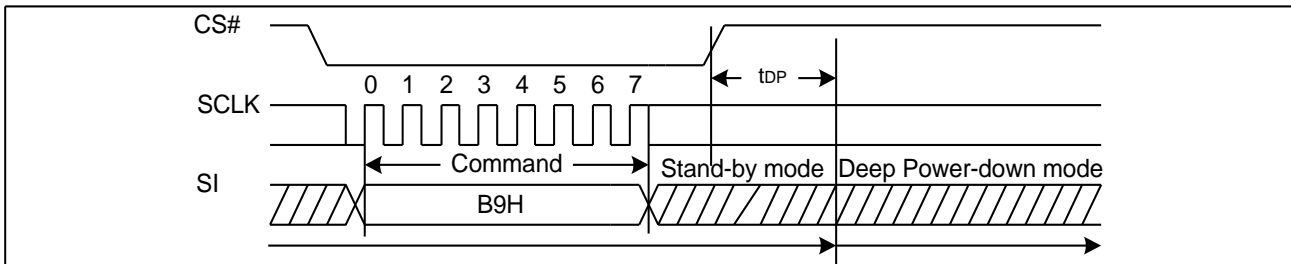 CS#
tDP
0 1 2 3 4 5 6 7
SCLK
Command
Stand-by mode Deep Power-down mode
SI
B9H